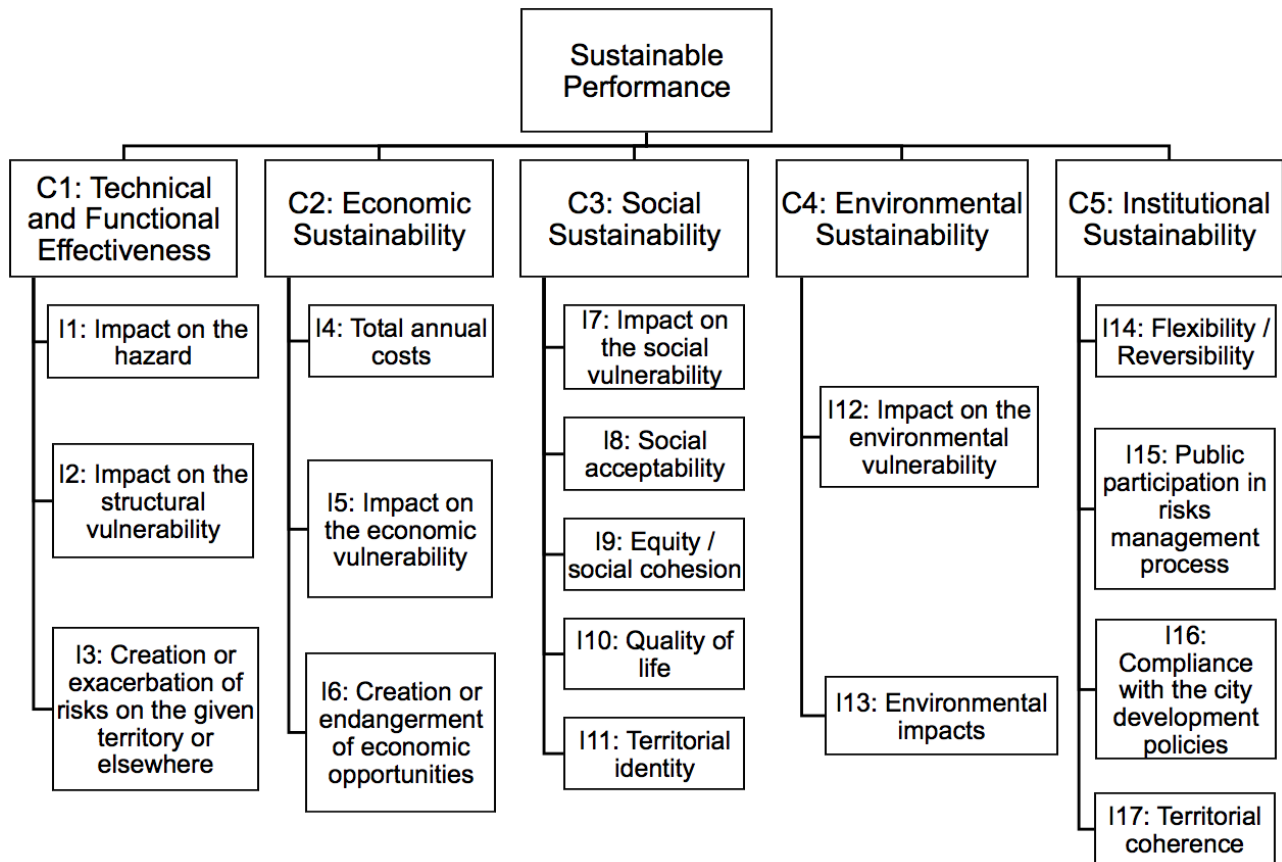 Sustainable
Performance
C1: Technical
and Functional
Effectiveness
C2: Economic
Sustainability
C3: Social
Sustainability
C4: Environmental
Sustainability
C5: Institutional
Sustainability
I1: Impact on the
hazard
I2: Impact on the
structural
vulnerability
I3: Creation or
exacerbation of
risks on the given
territory or
elsewhere
I4: Total annual
costs
I5: Impact on
the economic
vulnerability
I6: Creation or
endangerment
of economic
opportunities
I7: Impact on
the social
vulnerability
I8: Social
acceptability
I9: Equity /
social cohesion
I10: Quality of
life
I11: Territorial
identity
I12: Impact on the
environmental
vulnerability
I13: Environmental
impacts
I14: Flexibility /
Reversibility
I15: Public
participation in
risks
management
process
I16:
Compliance
with the city
development
policies
I17: Territorial
coherence